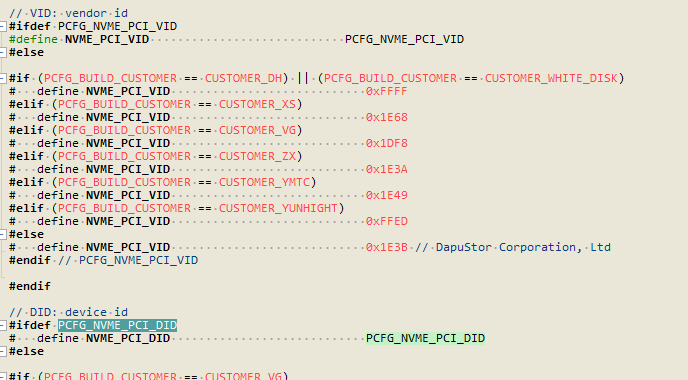 // VID: vendor id
#ifdef PCFG_NVME_PCI_VID
#define NVME_PCI_VID PCFG_NVME_PCI_VID
#else
#if (PCFG_BUILD_CUSTOMER == CUSTOMER_DH) || (PCFG_BUILD_CUSTOMER == CUSTOMER_WHITE_DISK)
# define NVME_PCI_VID 0xFFFF
#elif (PCFG_BUILD_CUSTOMER == CUSTOMER_XS)
# define NVME_PCI_VID 0x1E68
#elif (PCFG_BUILD_CUSTOMER == CUSTOMER_VG)
# define NVME_PCI_VID 0x1DF8
#elif (PCFG_BUILD_CUSTOMER == CUSTOMER_ZX)
# define NVME_PCI_VID 0x1E3A
#elif (PCFG_BUILD_CUSTOMER == CUSTOMER_YMTC)
# define NVME_PCI_VID 0x1E49
#elif (PCFG_BUILD_CUSTOMER == CUSTOMER_YUNHIGHT)
# define NVME_PCI_VID 0xFFED
#else
# define NVME_PCI_VID 0x1E3B // DapuStor Corporation, Ltd
#endif // PCFG_NVME_PCI_VID
#endif
// DID: device id
#ifdef PCFG_NVME_PCI_DID
# define NVME_PCI_DID PCFG_NVME_PCI_DID
#else
#if (PCFG_BUILD_CUSTOMER == CUSTOMER_VG)